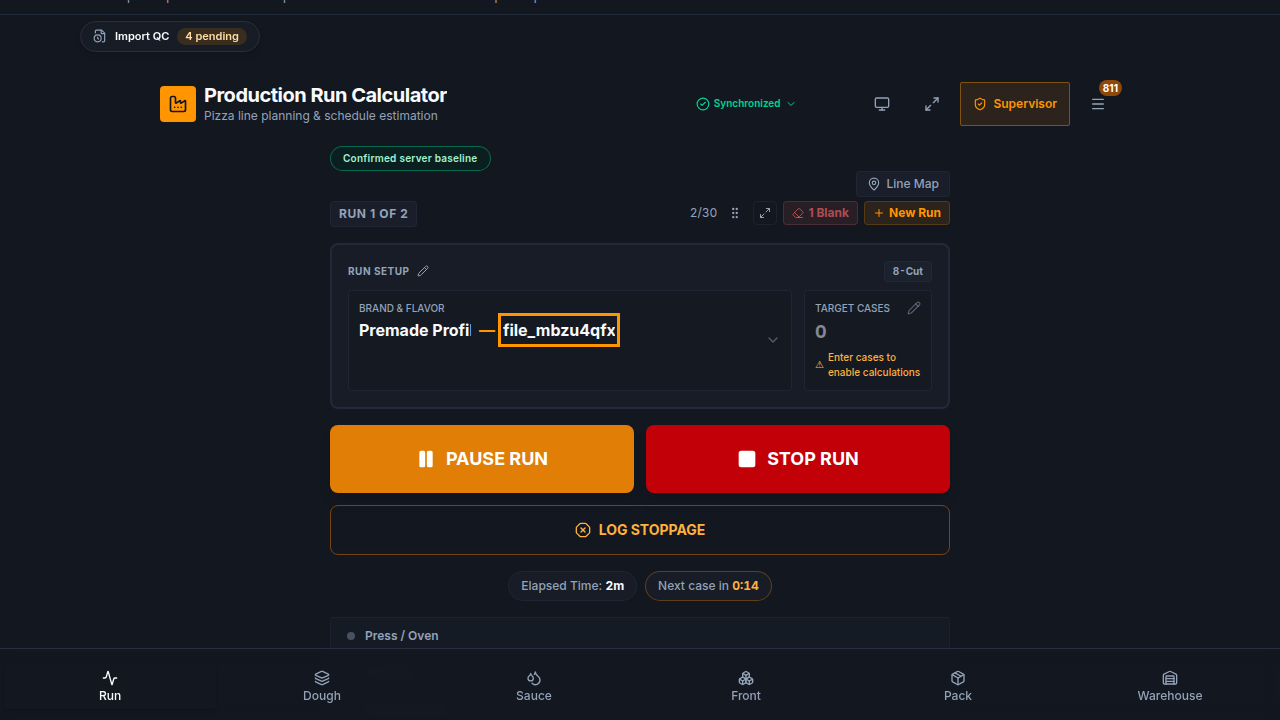 Import QC 4 pending
Production Run Calculator
Pizza line planning & schedule estimation
Synchronized
Supervisor
811
Confirmed server baseline
Line Map
RUN 1 OF 2
2/30
1 Blank
+ New Run
RUN SETUP
8-Cut
BRAND & FLAVOR
Premade Profi — file_mbzu4qfx
TARGET CASES
0
⚠ Enter cases to
enable calculations
PAUSE RUN
STOP RUN
LOG STOPPAGE
Elapsed Time: 2m
Next case in 0:14
Press / Oven
Run
Dough
Sauce
Front
Pack
Warehouse